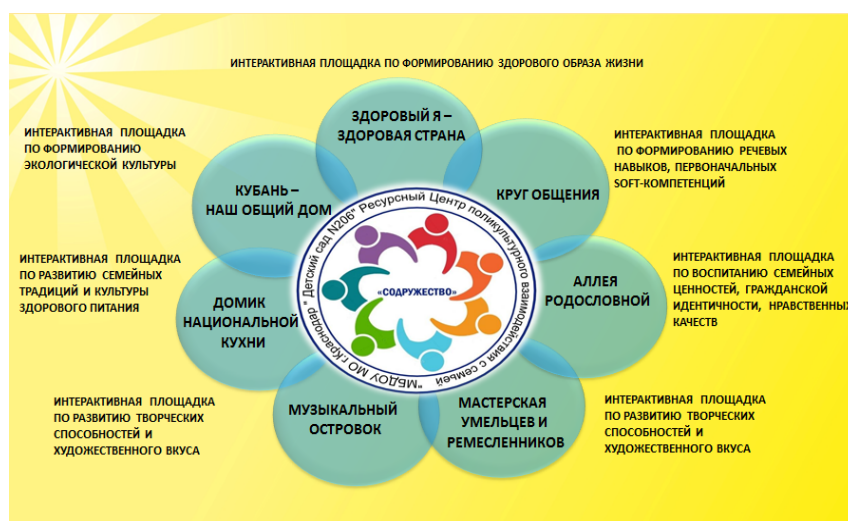 ИНТЕРАКТИВНАЯ ПЛОЩАДКА ПО ФОРМИРОВАНИЮ ЗДОРОВОГО ОБРАЗА ЖИЗНИ
ЗДОРОВЫЙ Я –
ЗДОРОВАЯ СТРАНА
ИНТЕРАКТИВНАЯ ПЛОЩАДКА
ПО ФОРМИРОВАНИЮ
ЭКОЛОГИЧЕСКОЙ КУЛЬТУРЫ
КУБАНЬ –
НАШ ОБЩИЙ ДОМ
КРУГ ОБЩЕНИЯ
ИНТЕРАКТИВНАЯ ПЛОЩАДКА
ПО ФОРМИРОВАНИЮ РЕЧЕВЫХ
НАВЫКОВ, ПЕРВОНАЧАЛЬНЫХ
SOFT-КОМПЕТЕНЦИЙ
ИНТЕРАКТИВНАЯ ПЛОЩАДКА
ПО РАЗВИТИЮ СЕМЕЙНЫХ
ТРАДИЦИЙ И КУЛЬТУРЫ
ЗДОРОВОГО ПИТАНИЯ
ДОМИК
НАЦИОНАЛЬНОЙ
КУХНИ
"МБДОУ МО г.Краснодар "Детский сад N206" Ресурсный Центр поликультурного взаимодействия с семьей
«СОДРУЖЕСТВО»
АЛЛЕЯ
РОДОСЛОВНОЙ
ИНТЕРАКТИВНАЯ ПЛОЩАДКА
ПО ВОСПИТАНИЮ СЕМЕЙНЫХ
ЦЕННОСТЕЙ, ГРАЖДАНСКОЙ
ИДЕНТИЧНОСТИ, НРАВСТВЕННЫХ
КАЧЕСТВ
ИНТЕРАКТИВНАЯ ПЛОЩАДКА
ПО РАЗВИТИЮ ТВОРЧЕСКИХ
СПОСОБНОСТЕЙ И
ХУДОЖЕСТВЕННОГО ВКУСА
МУЗЫКАЛЬНЫЙ
ОСТРОВОК
МАСТЕРСКАЯ
УМЕЛЬЦЕВ И
РЕМЕСЛЕННИКОВ
ИНТЕРАКТИВНАЯ ПЛОЩАДКА
ПО РАЗВИТИЮ ТВОРЧЕСКИХ
СПОСОБНОСТЕЙ И
ХУДОЖЕСТВЕННОГО ВКУСА